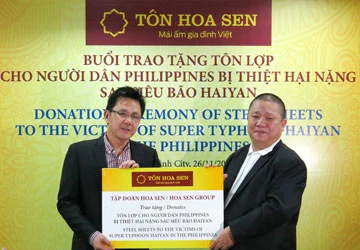 TÔN HOA SEN
Mái ấm gia đình Việt
BUỔI TRAO TẶNG TÔN LỢP
CHO NGƯỜI DÂN PHILIPPINES BỊ THIỆT HẠI NẶNG
SAU SIÊU BÃO HAIYAN
DONATION CEREMONY OF STEEL SHEETS
TO THE VICTIMS OF SUPER TYPHOON HAIYAN
THE PHILIPPINES
City, 26/11
TÔN HOA SEN
TẬP ĐOÀN HOA SEN / HOA SEN GROUP
Trao tặng / Donates
TÔN LỢP CHO NGƯỜI DÂN PHILIPPINES
BỊ THIỆT HẠI NẶNG SAU SIÊU BÃO HAIYAN
STEEL SHEETS TO THE VICTIMS OF
SUPER TYPHOON HAIYAN IN THE PHILIPPINES